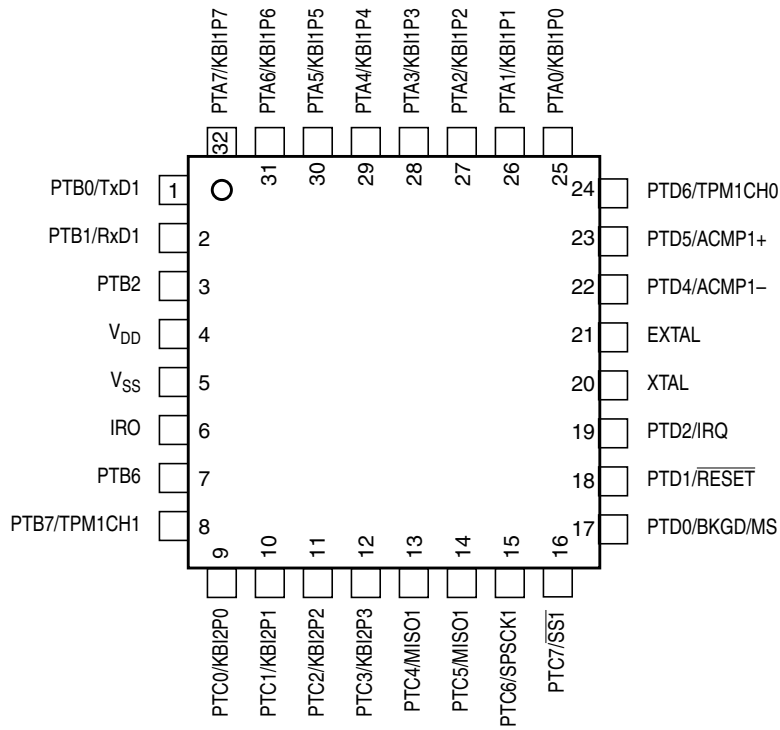 PTA7/KBI1P7
PTA6/KBI1P6
PTA5/KBI1P5
PTA4/KBI1P4
PTA3/KBI1P3
PTA2/KBI1P2
PTA1/KBI1P1
PTA0/KBI1P0
32
31
30
29
28
27
26
25
PTB0/TxD1 1
PTB1/RxD1 2
PTB2 3
VDD 4
VSS 5
IRO 6
PTB6 7
PTB7/TPM1CH1 8
24 PTD6/TPM1CH0
23 PTD5/ACMP1+
22 PTD4/ACMP1–
21 EXTAL
20 XTAL
19 PTD2/IRQ
18 PTD1/RESET
17 PTD0/BKGD/MS
9
10
11
12
13
14
15
16
PTC0/KBI2P0
PTC1/KBI2P1
PTC2/KBI2P2
PTC3/KBI2P3
PTC4/MISO1
PTC5/MISO1
PTC6/SPSCK1
PTC7/SS1